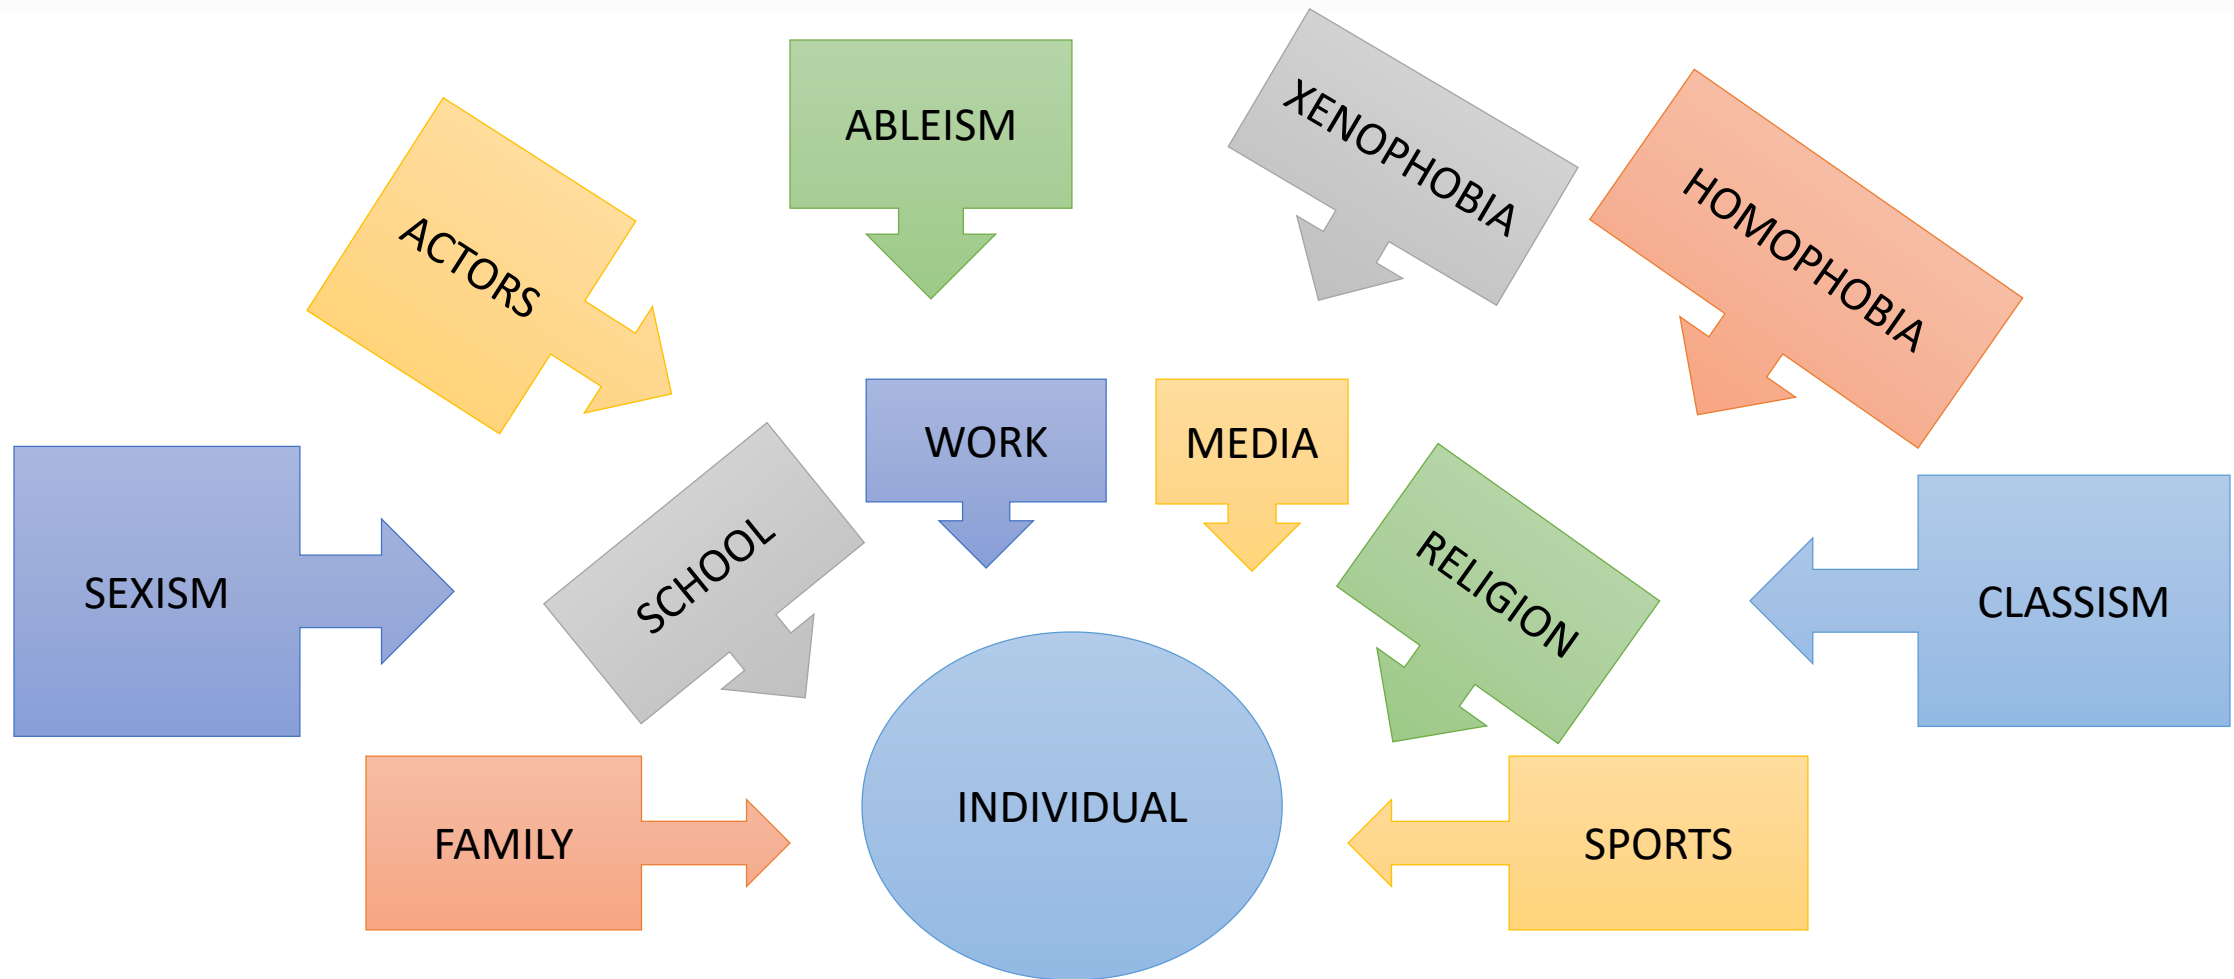 ABLEISM
XENOPHOBIA
HOMOPHOBIA
ACTORS
WORK
MEDIA
SEXISM
SCHOOL
RELIGION
CLASSISM
FAMILY
INDIVIDUAL
SPORTS